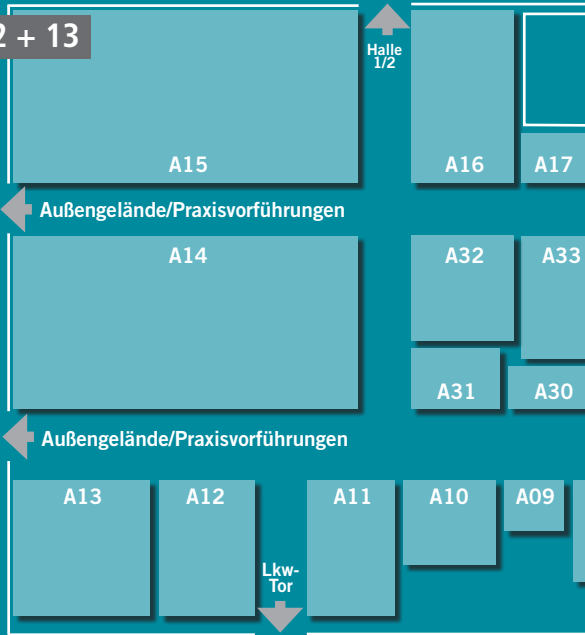 2 + 13
Halle
1/2
A15
A16
A17
Außengelände/Praxisvorführungen
A14
A32
A33
A31
A30
Außengelände/Praxisvorführungen
A13
A12
A11
A10
A09
Lkw-
Tor